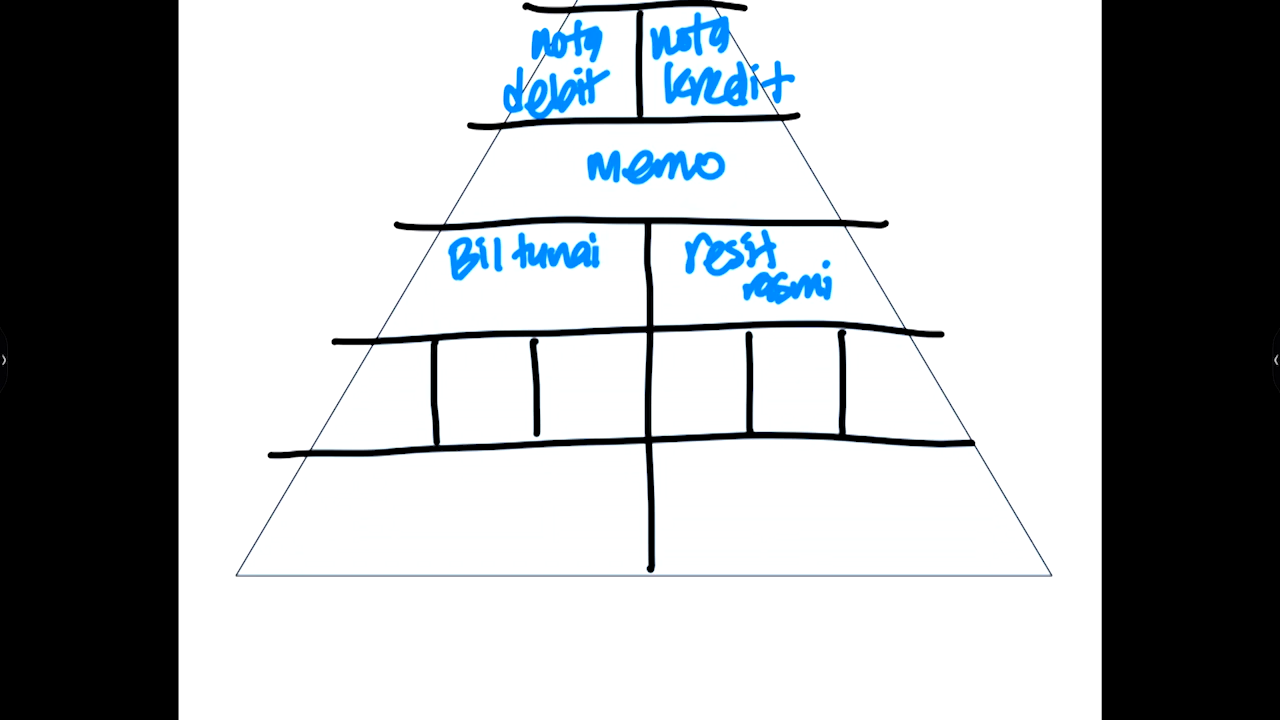 nota
debit
nota
kredit
memo
Bil tunai
resit
rasmi